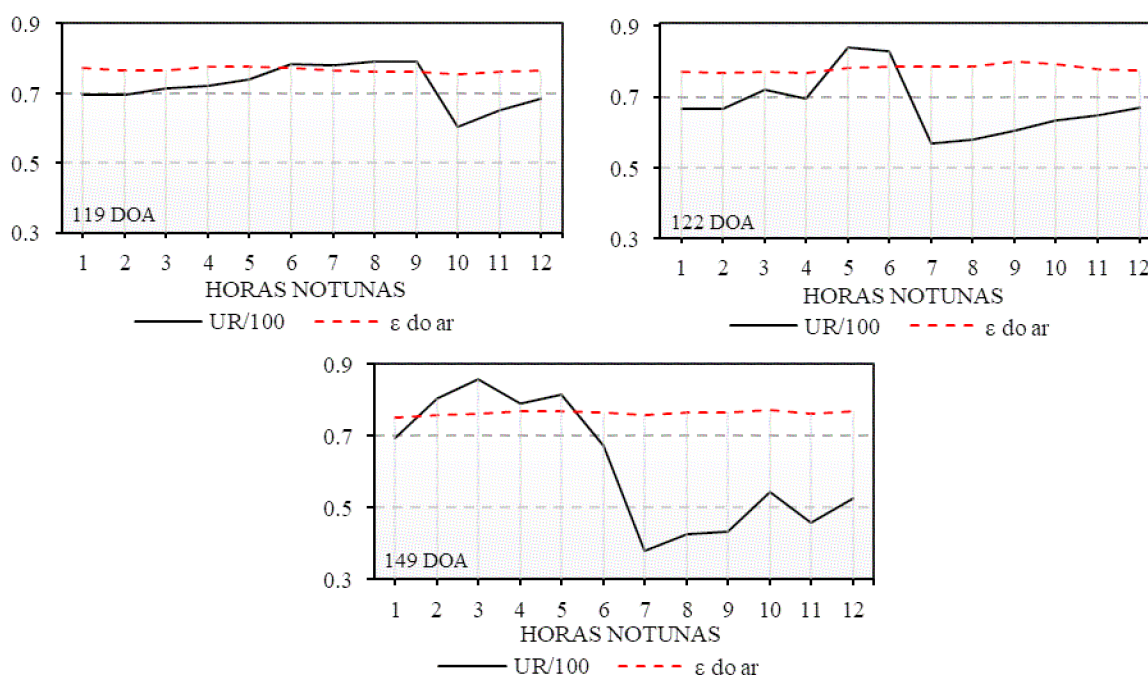 0.9
0.7
0.5
0.3
119 DOA
1 2 3 4 5 6 7 8 9 10 11 12
HORAS NOTUNAS
UR/100 ε do ar
0.9
0.7
0.5
0.3
122 DOA
1 2 3 4 5 6 7 8 9 10 11 12
HORAS NOTUNAS
UR/100 ε do ar
0.9
0.7
0.5
0.3
149 DOA
1 2 3 4 5 6 7 8 9 10 11 12
HORAS NOTUNAS
UR/100 ε do ar